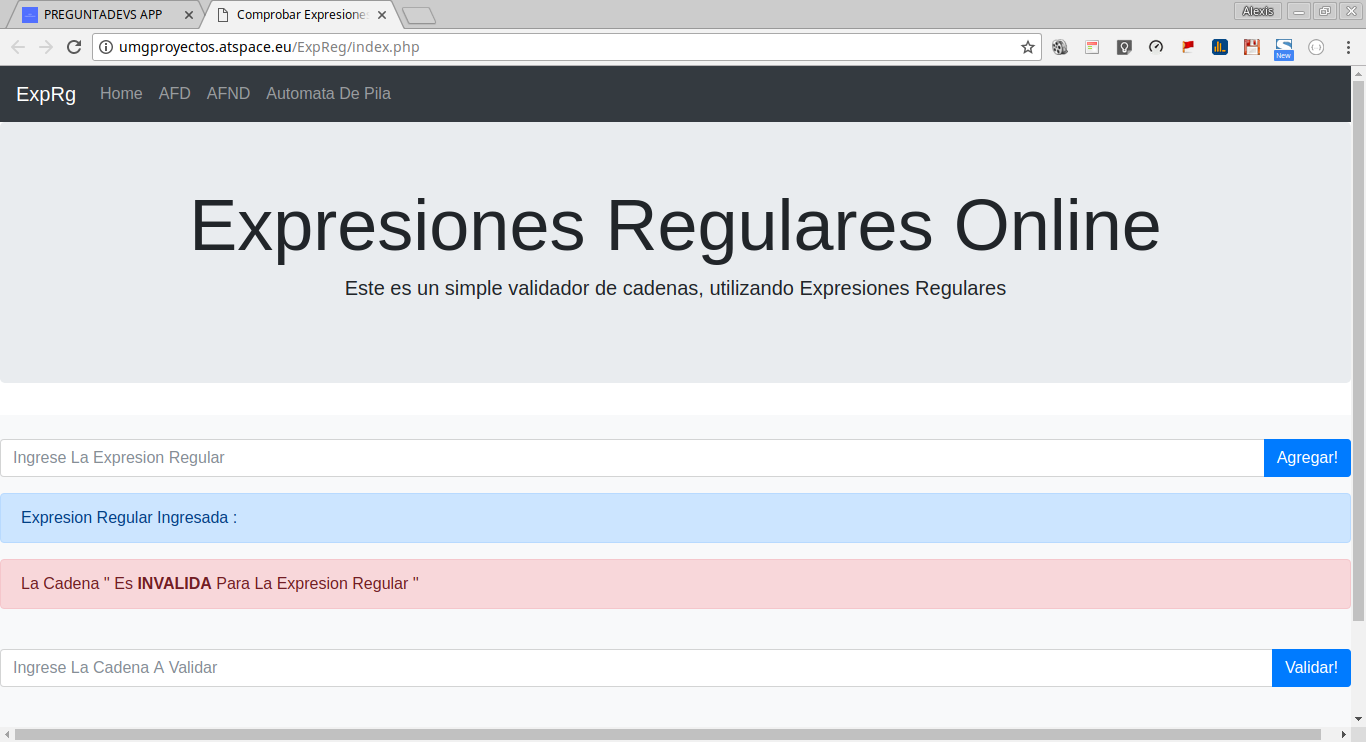 PREGUNTADEVS APP
Comprobar Expresione
Alexis
umgproyectos.atspace.eu/ExpReg/index.php
New
ExpRg Home AFD AFND Automata De Pila
Expresiones Regulares Online
Este es un simple validador de cadenas, utilizando Expresiones Regulares
Ingrese La Expresion Regular
Agregar!
Expresion Regular Ingresada :
La Cadena '' Es INVALIDA Para La Expresion Regular ''
Ingrese La Cadena A Validar
Validar!